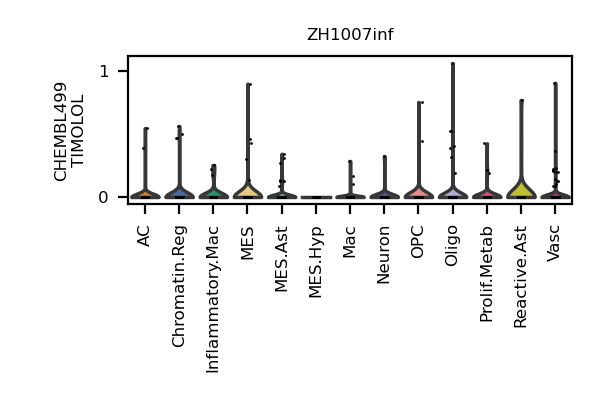 ZH1007inf
CHEMBL499
TIMOLOL
1
0
AC
Chromatin.Reg
Inflammatory.Mac
MES
MES.Ast
MES.Hyp
Mac
Neuron
OPC
Oligo
Prolif.Metab
Reactive.Ast
Vasc